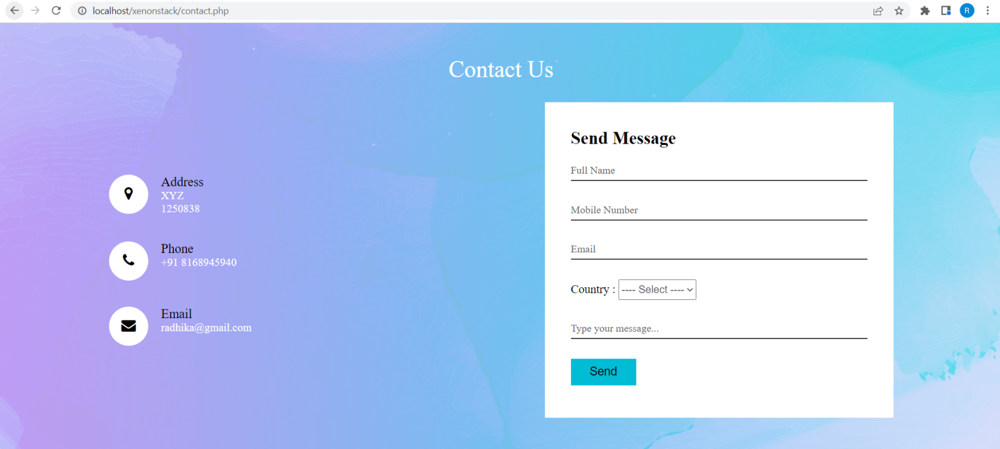 localhost/xenonstack/contact.php
R
Contact Us
Address
XYZ
1250838
Phone
+91 8168945940
Email
radhika@gmail.com
Send Message
Full Name
Mobile Number
Email
Country : ---- Select ----
Type your message...
Send